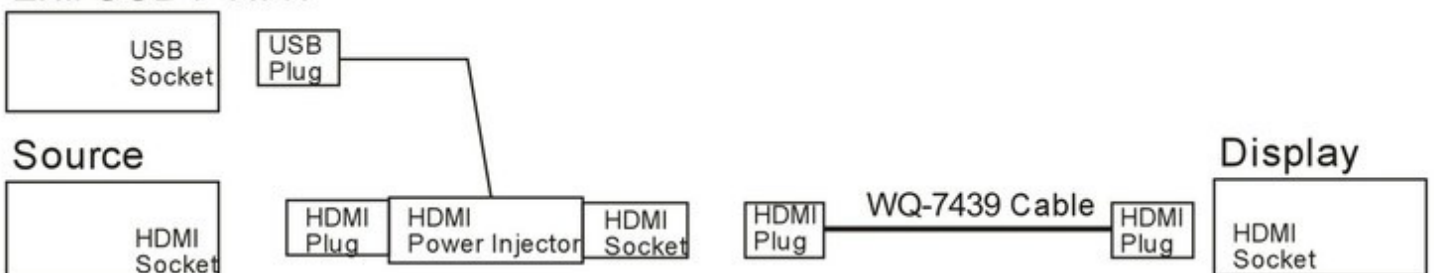 USB
Socket
USB
Plug
Source
Display
HDMI
Socket
HDMI
Plug
HDMI
Power Injector
HDMI
Socket
HDMI
Plug
WQ-7439 Cable
HDMI
Plug
HDMI
Socket